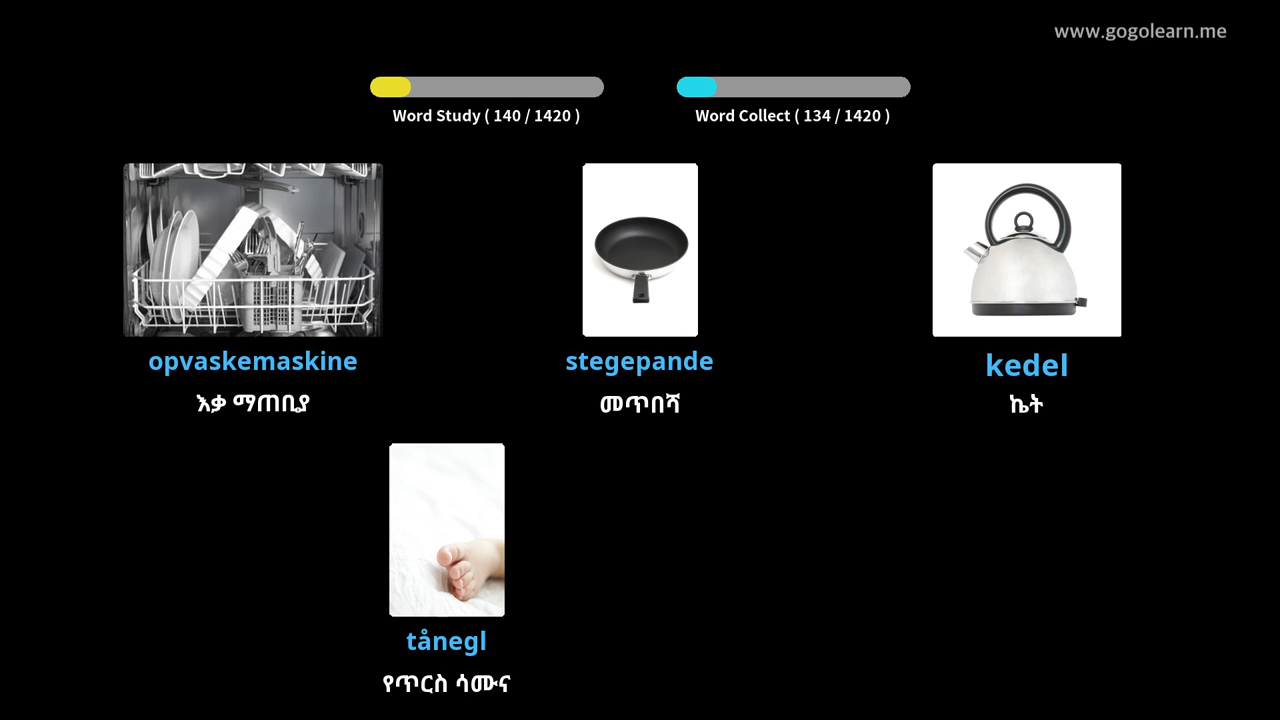 www.gogolearn.me
Word Study ( 140 / 1420 )
Word Collect ( 134 / 1420 )
opvaskemaskine
stegepande
kedel
እቃ ማጠቢያ
መጥበሻ
ኬት
tånegl
የጥርስ ሳሙና